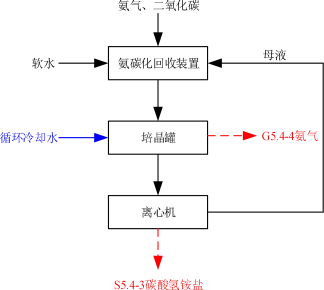 氨气、二氧化碳
母液
软水
氨碳化回收装置
循环冷却水
培晶罐
G5.4-4氨气
离心机
S5.4-3碳酸氢铵盐